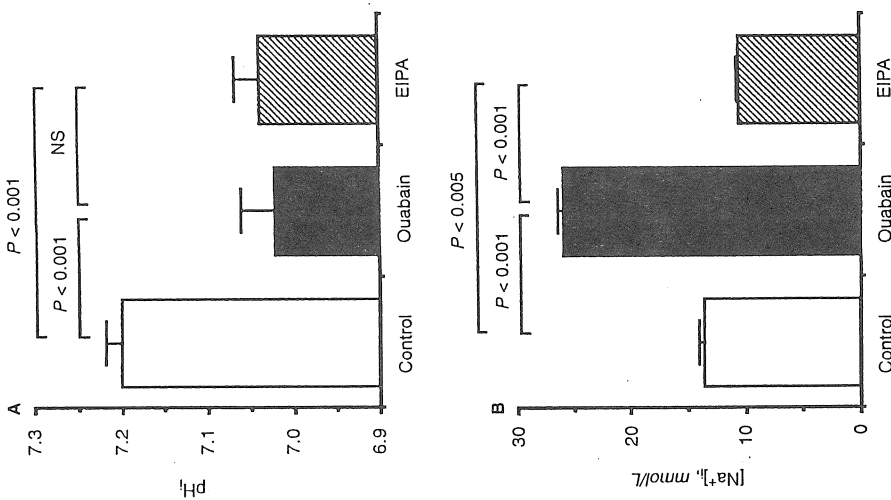 A
P < 0.001
P < 0.001
NS
7.3
7.2
7.1
7.0
6.9
pHᵢ
Control
Ouabain
EIPA
B
P < 0.005
P < 0.001
P < 0.001
30
20
10
0
[Na⁺]ᵢ, mmol/L
Control
Ouabain
EIPA